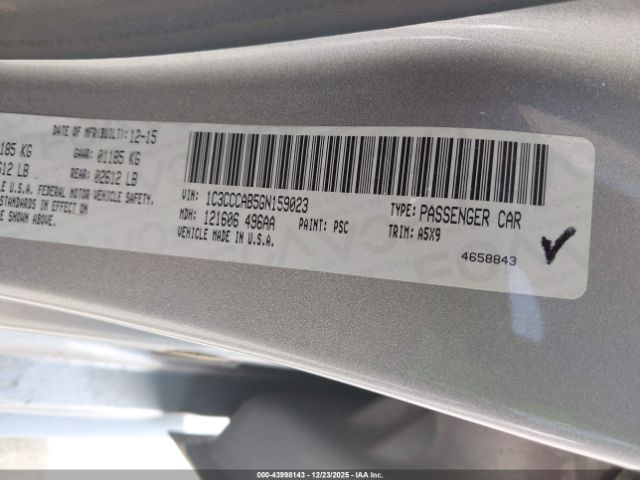 DATE OF MFR(BUILT): 12-15
185 KG GAWR: 01185 KG
612 LB REAR: 02612 LB
E U.S.A. FEDERAL MOTOR VEHICLE SAFETY,
STANDARDS IN EFFECT ON
SHOWN ABOVE.
VIN: 1C3CCCAB5GN159023
MDH: 121606 496AA PAINT: PSC
VEHICLE MADE IN U.S.A.
TYPE: PASSENGER CAR
TRIM: A5X9
4658843
000-43998143 - 12/23/2025 - IAA Inc.